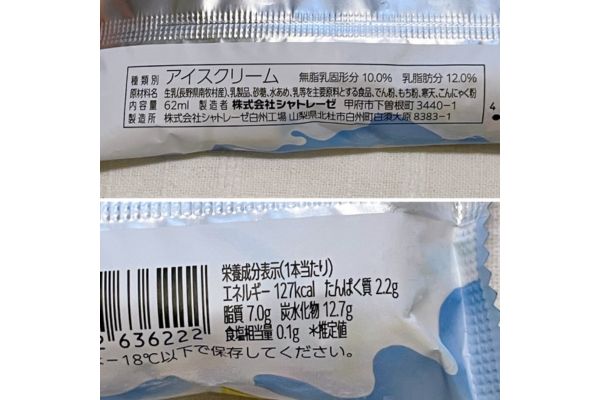 種類別 アイスクリーム 無脂乳固形分 10.0% 乳脂肪分 12.0%
原材料名 生乳(長野県南牧村産)、乳製品、砂糖、水あめ、乳等を主要原料とする食品、でん粉、もち粉、寒天、こんにゃく粉
内容量 62ml 製造者 株式会社シャトレーゼ 甲府市下曽根町3440-1
製造所 株式会社シャトレーゼ白州工場 山梨県北杜市白州町白須大原 8383-1
4
栄養成分表示(1本当たり)
エネルギー 127kcal たんぱく質 2.2g
脂質 7.0g 炭水化物 12.7g
食塩相当量 0.1g *推定値
636222
-18℃以下で保存してください。